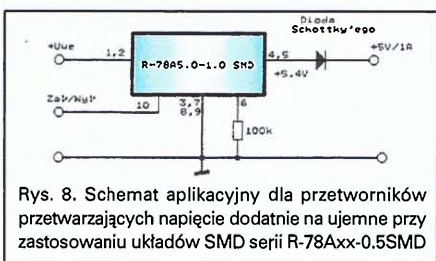 Dioda
Schottky'ego
+Uwe
1,2
R-78A5.0-1.0 SMD
4,5
+5V/1A
+5.4V
Zał/Wył
10
3,7
8,9
6
100k
Rys. 8. Schemat aplikacyjny dla przetworników
przetwarzających napięcie dodatnie na ujemne przy
zastosowaniu układów SMD serii R-78Axx-0.5SMD